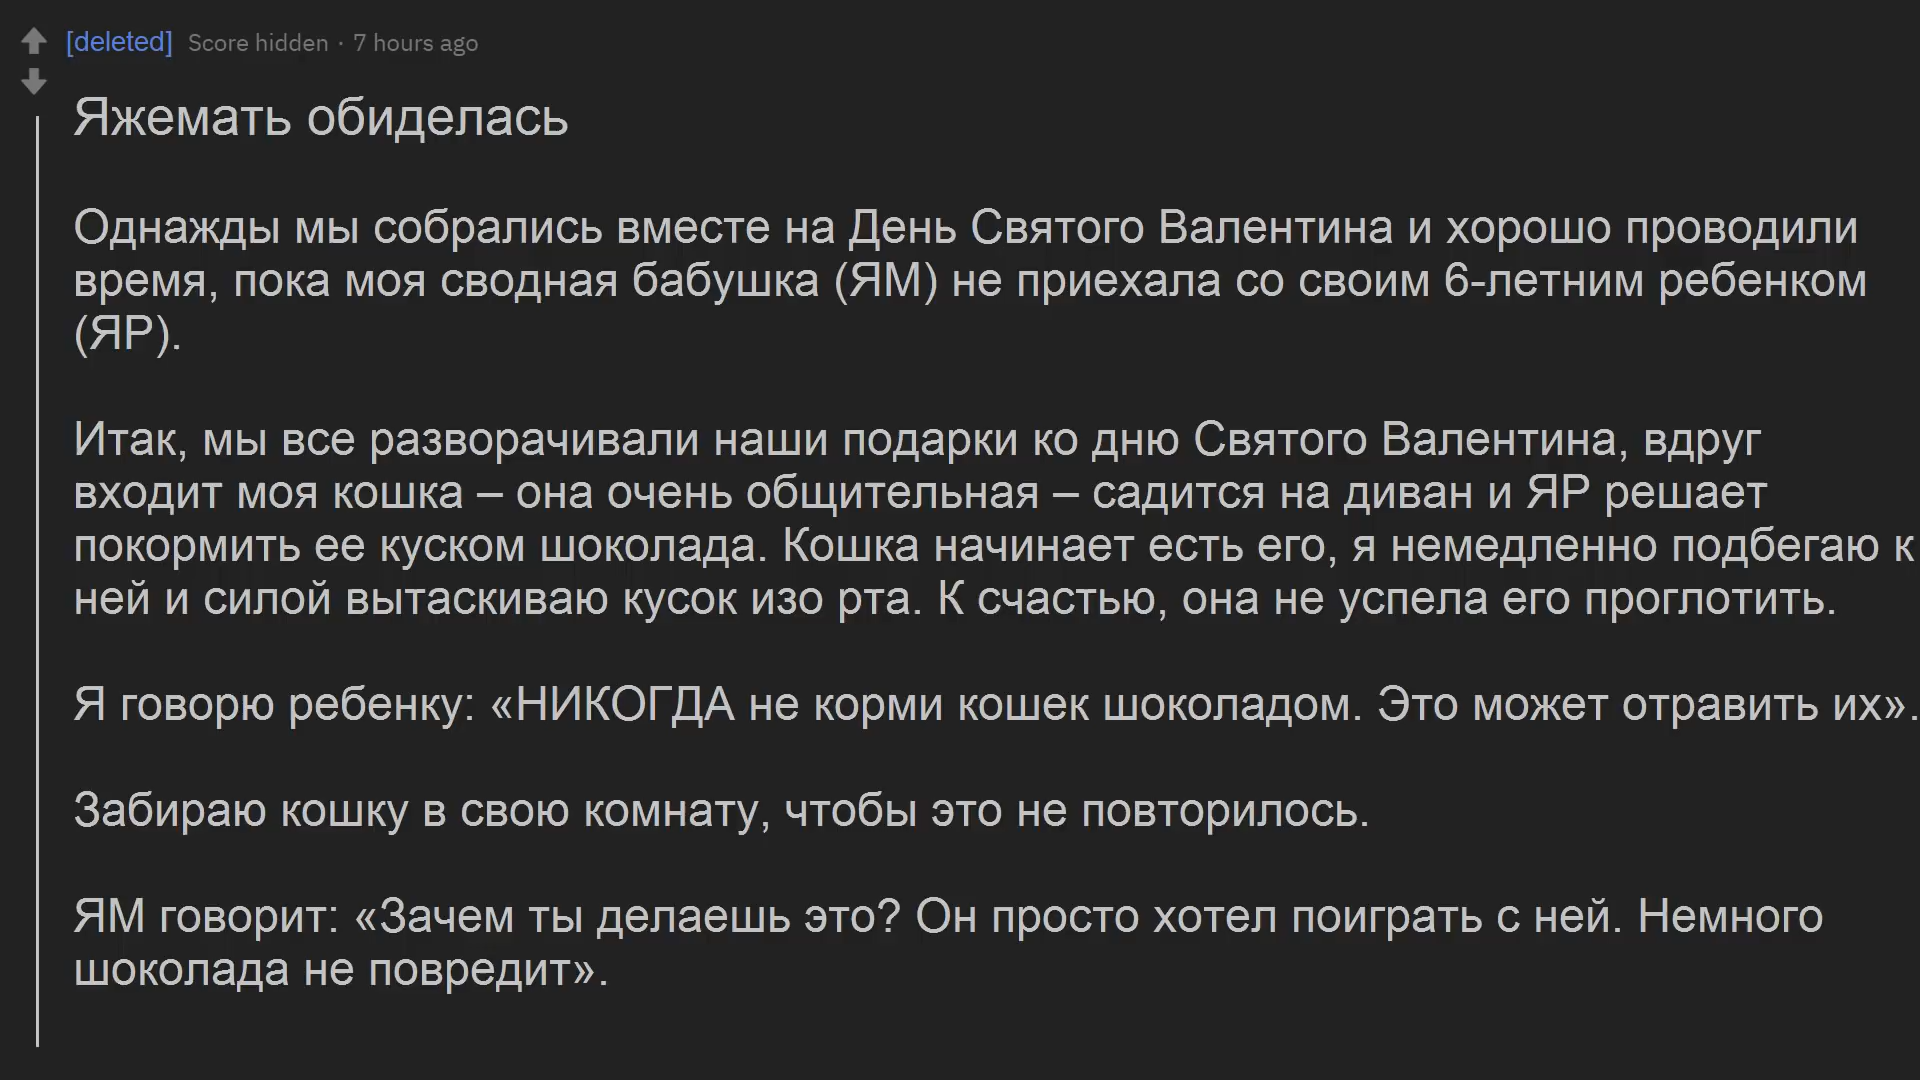 [deleted] Score hidden · 7 hours ago
Яжемать обиделась
Однажды мы собрались вместе на День Святого Валентина и хорошо проводили
время, пока моя сводная бабушка (ЯМ) не приехала со своим 6-летним ребенком
(ЯР).
Итак, мы все разворачивали наши подарки ко дню Святого Валентина, вдруг
входит моя кошка – она очень общительная – садится на диван и ЯР решает
покормить ее куском шоколада. Кошка начинает есть его, я немедленно подбегаю к
ней и силой вытаскиваю кусок изо рта. К счастью, она не успела его проглотить.
Я говорю ребенку: «НИКОГДА не корми кошек шоколадом. Это может отравить их».
Забираю кошку в свою комнату, чтобы это не повторилось.
ЯМ говорит: «Зачем ты делаешь это? Он просто хотел поиграть с ней. Немного
шоколада не повредит».